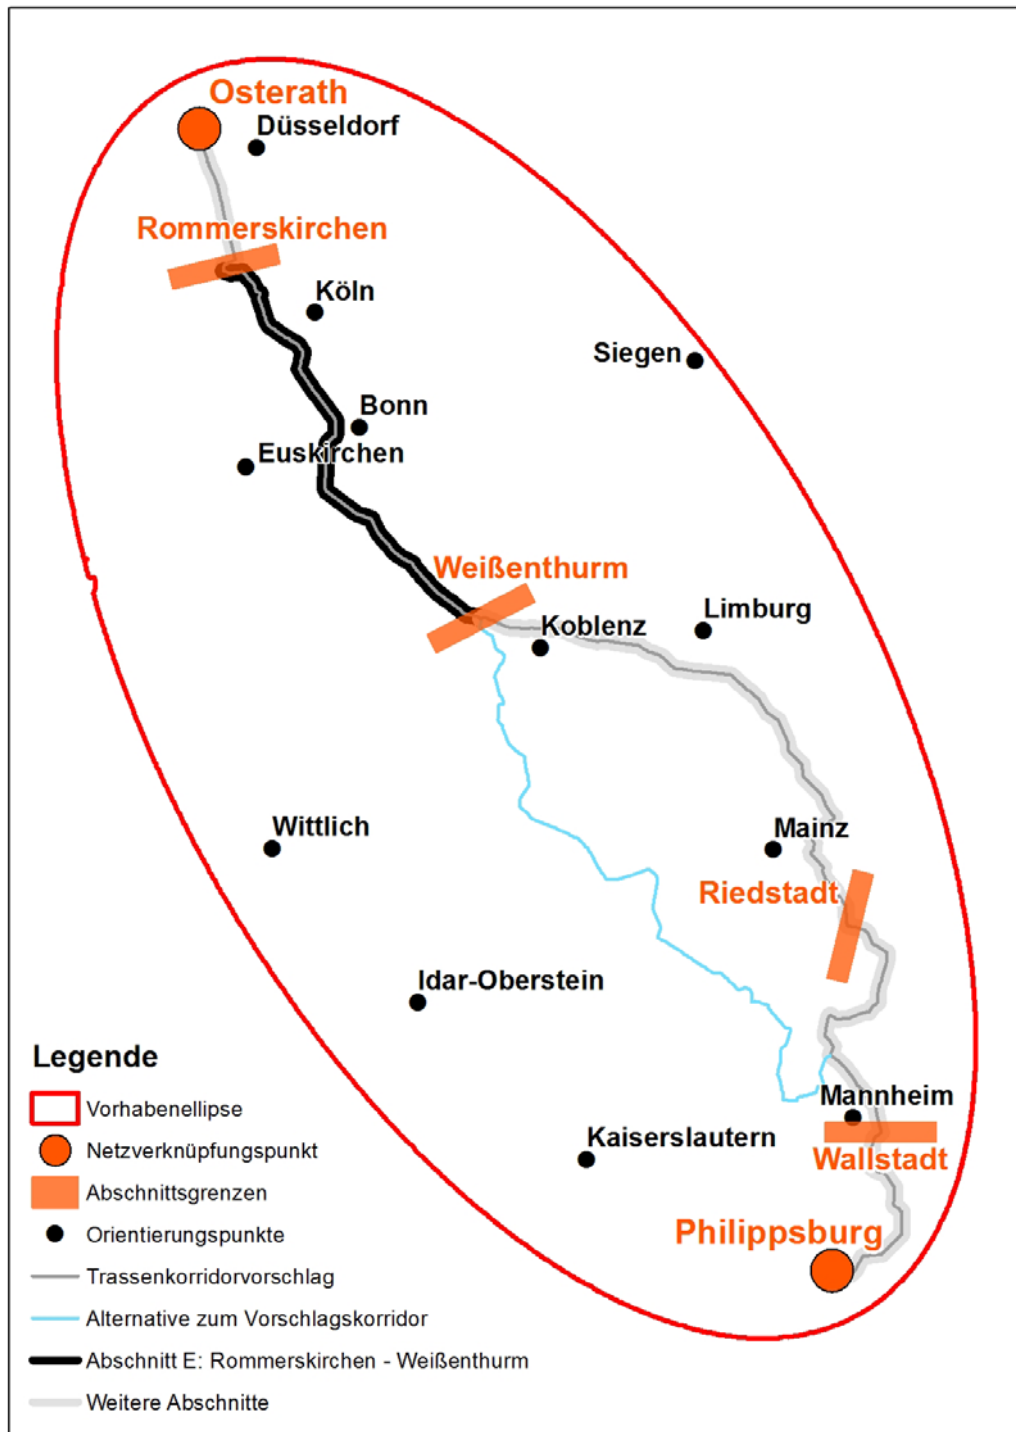 Osterath
Düsseldorf
Rommerskirchen
Köln
Siegen
Bonn
Euskirchen
Weißenthurm
Limburg
Koblenz
Wittlich
Mainz
Riedstadt
Idar-Oberstein
Mannheim
Kaiserslautern
Wallstadt
Philippsburg
Legende
Vorhabenellipse
Netzverknüpfungspunkt
Abschnittsgrenzen
Orientierungspunkte
Trassenkorridorvorschlag
Alternative zum Vorschlagskorridor
Abschnitt E: Rommerskirchen - Weißenthurm
Weitere Abschnitte